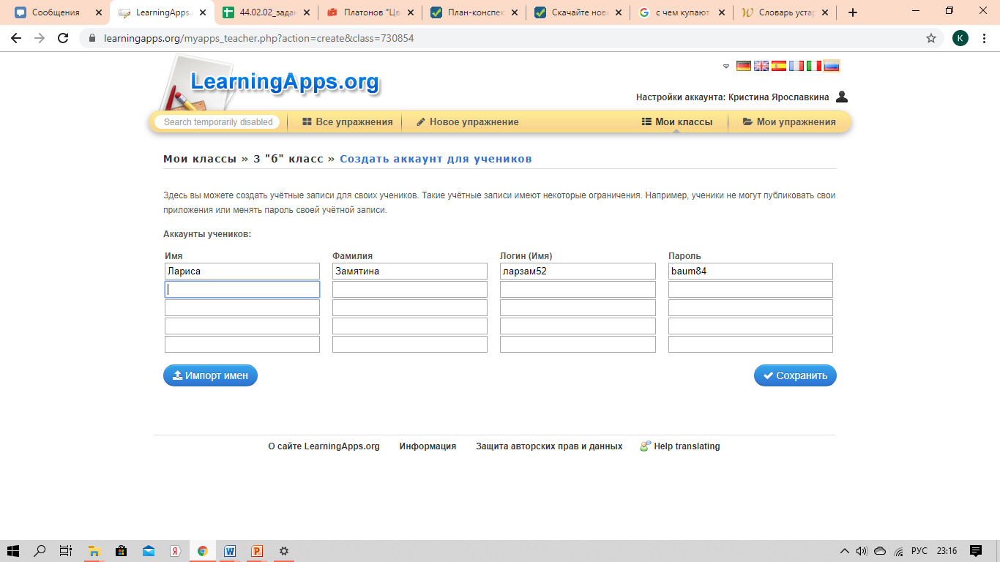 Сообщения
LearningApps.
44.02.02_задан
Платонов "Цв
План-конспек
Скачайте новы
с чем купают
Словарь устар
learningapps.org/myapps_teacher.php?action=create&class=730854
K
LearningApps.org
Настройки аккаунта: Кристина Ярославкина
Search temporarily disabled
Все упражнения
Новое упражнение
Мои классы
Мои упражнения
Мои классы » 3 "б" класс » Создать аккаунт для учеников
Здесь вы можете создать учётные записи для своих учеников. Такие учётные записи имеют некоторые ограничения. Например, ученики не могут публиковать свои
приложения или менять пароль своей учётной записи.
Аккаунты учеников:
Имя Фамилия Логин (Имя) Пароль
Лариса Замятина ларзам52 baum84
Импорт имен
Сохранить
О сайте LearningApps.org Информация Защита авторских прав и данных Help translating
РУС 23:16